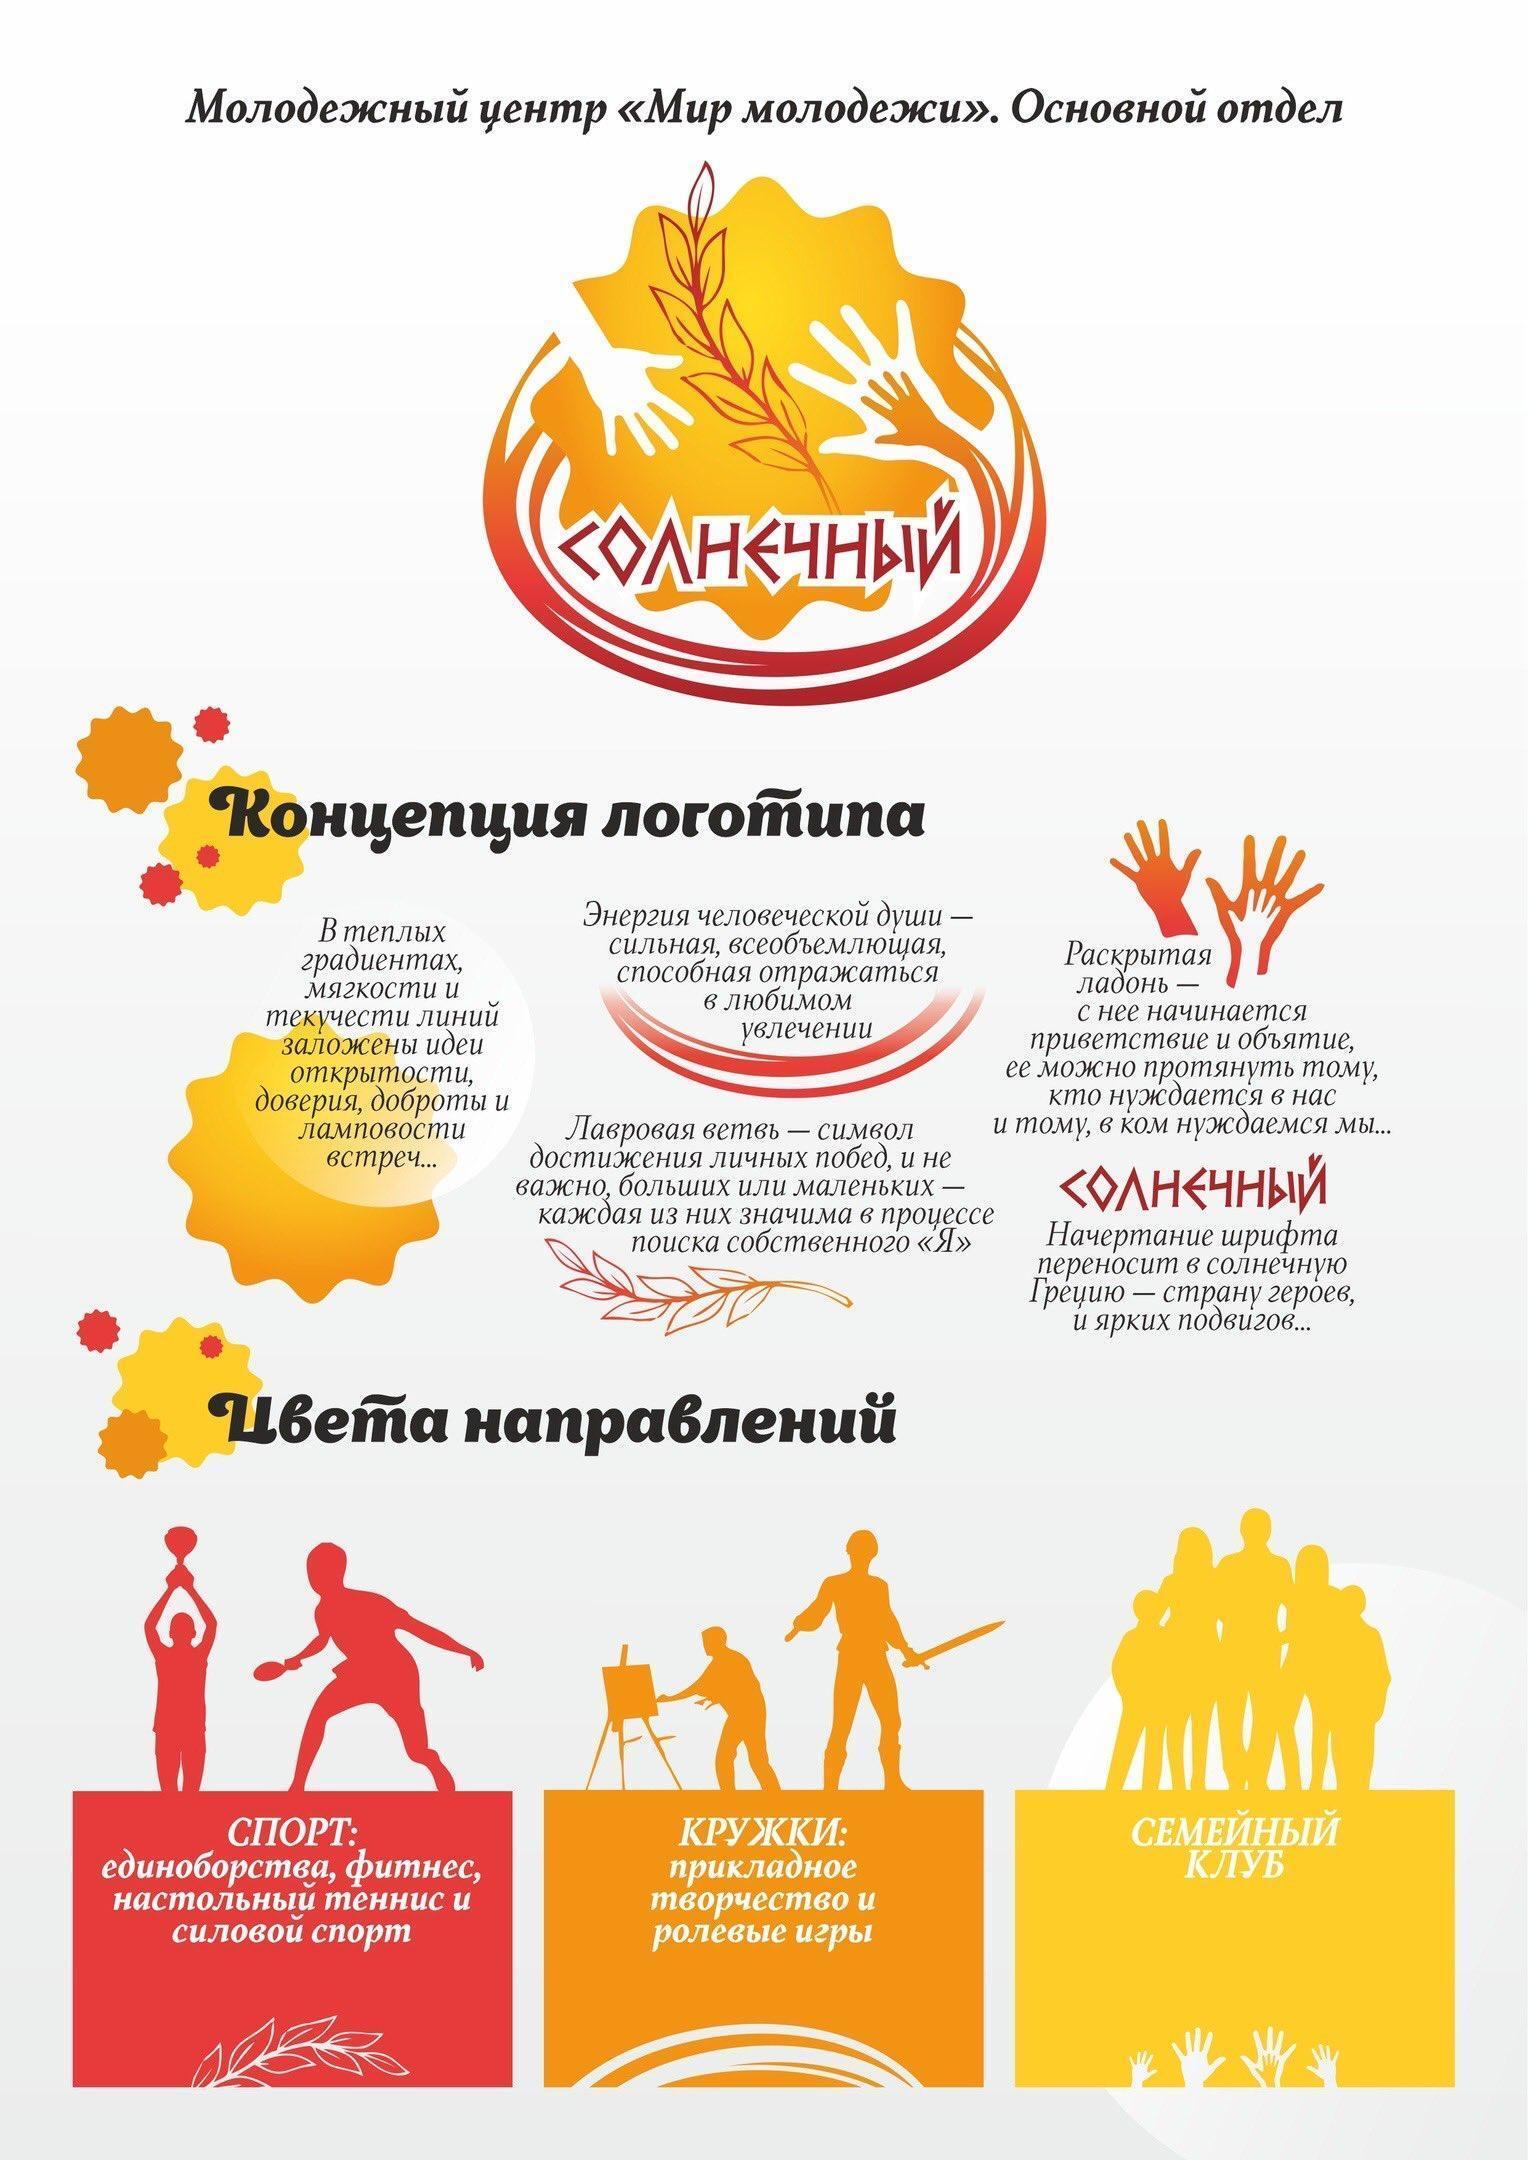 Молодежный центр «Мир молодежи». Основной отдел
СОЛНЕЧНЫЙ
Концепция логотипа
В теплых
градиентах,
мягкости и
текучести линий
заложены идеи
открытости,
доверия, доброты и
ламповости
встреч...
Энергия человеческой души —
сильная, всеобъемлющая,
способная отражаться
в любимом
увлечении
Лавровая ветвь — символ
достижения личных побед, и не
важно, больших или маленьких —
каждая из них значима в процессе
поиска собственного «Я»
Раскрытая
ладонь —
с нее начинается
приветствие и объятие,
ее можно протянуть тому,
кто нуждается в нас
и тому, в ком нуждаемся мы...
СОЛНЕЧНЫЙ
Начертание шрифта
переносит в солнечную
Грецию — страну героев,
и ярких подвигов...
Цвета направлений
СПОРТ:
единоборства, фитнес,
настольный теннис и
силовой спорт
КРУЖКИ:
прикладное
творчество и
ролевые игры
СЕМЕЙНЫЙ
КЛУБ